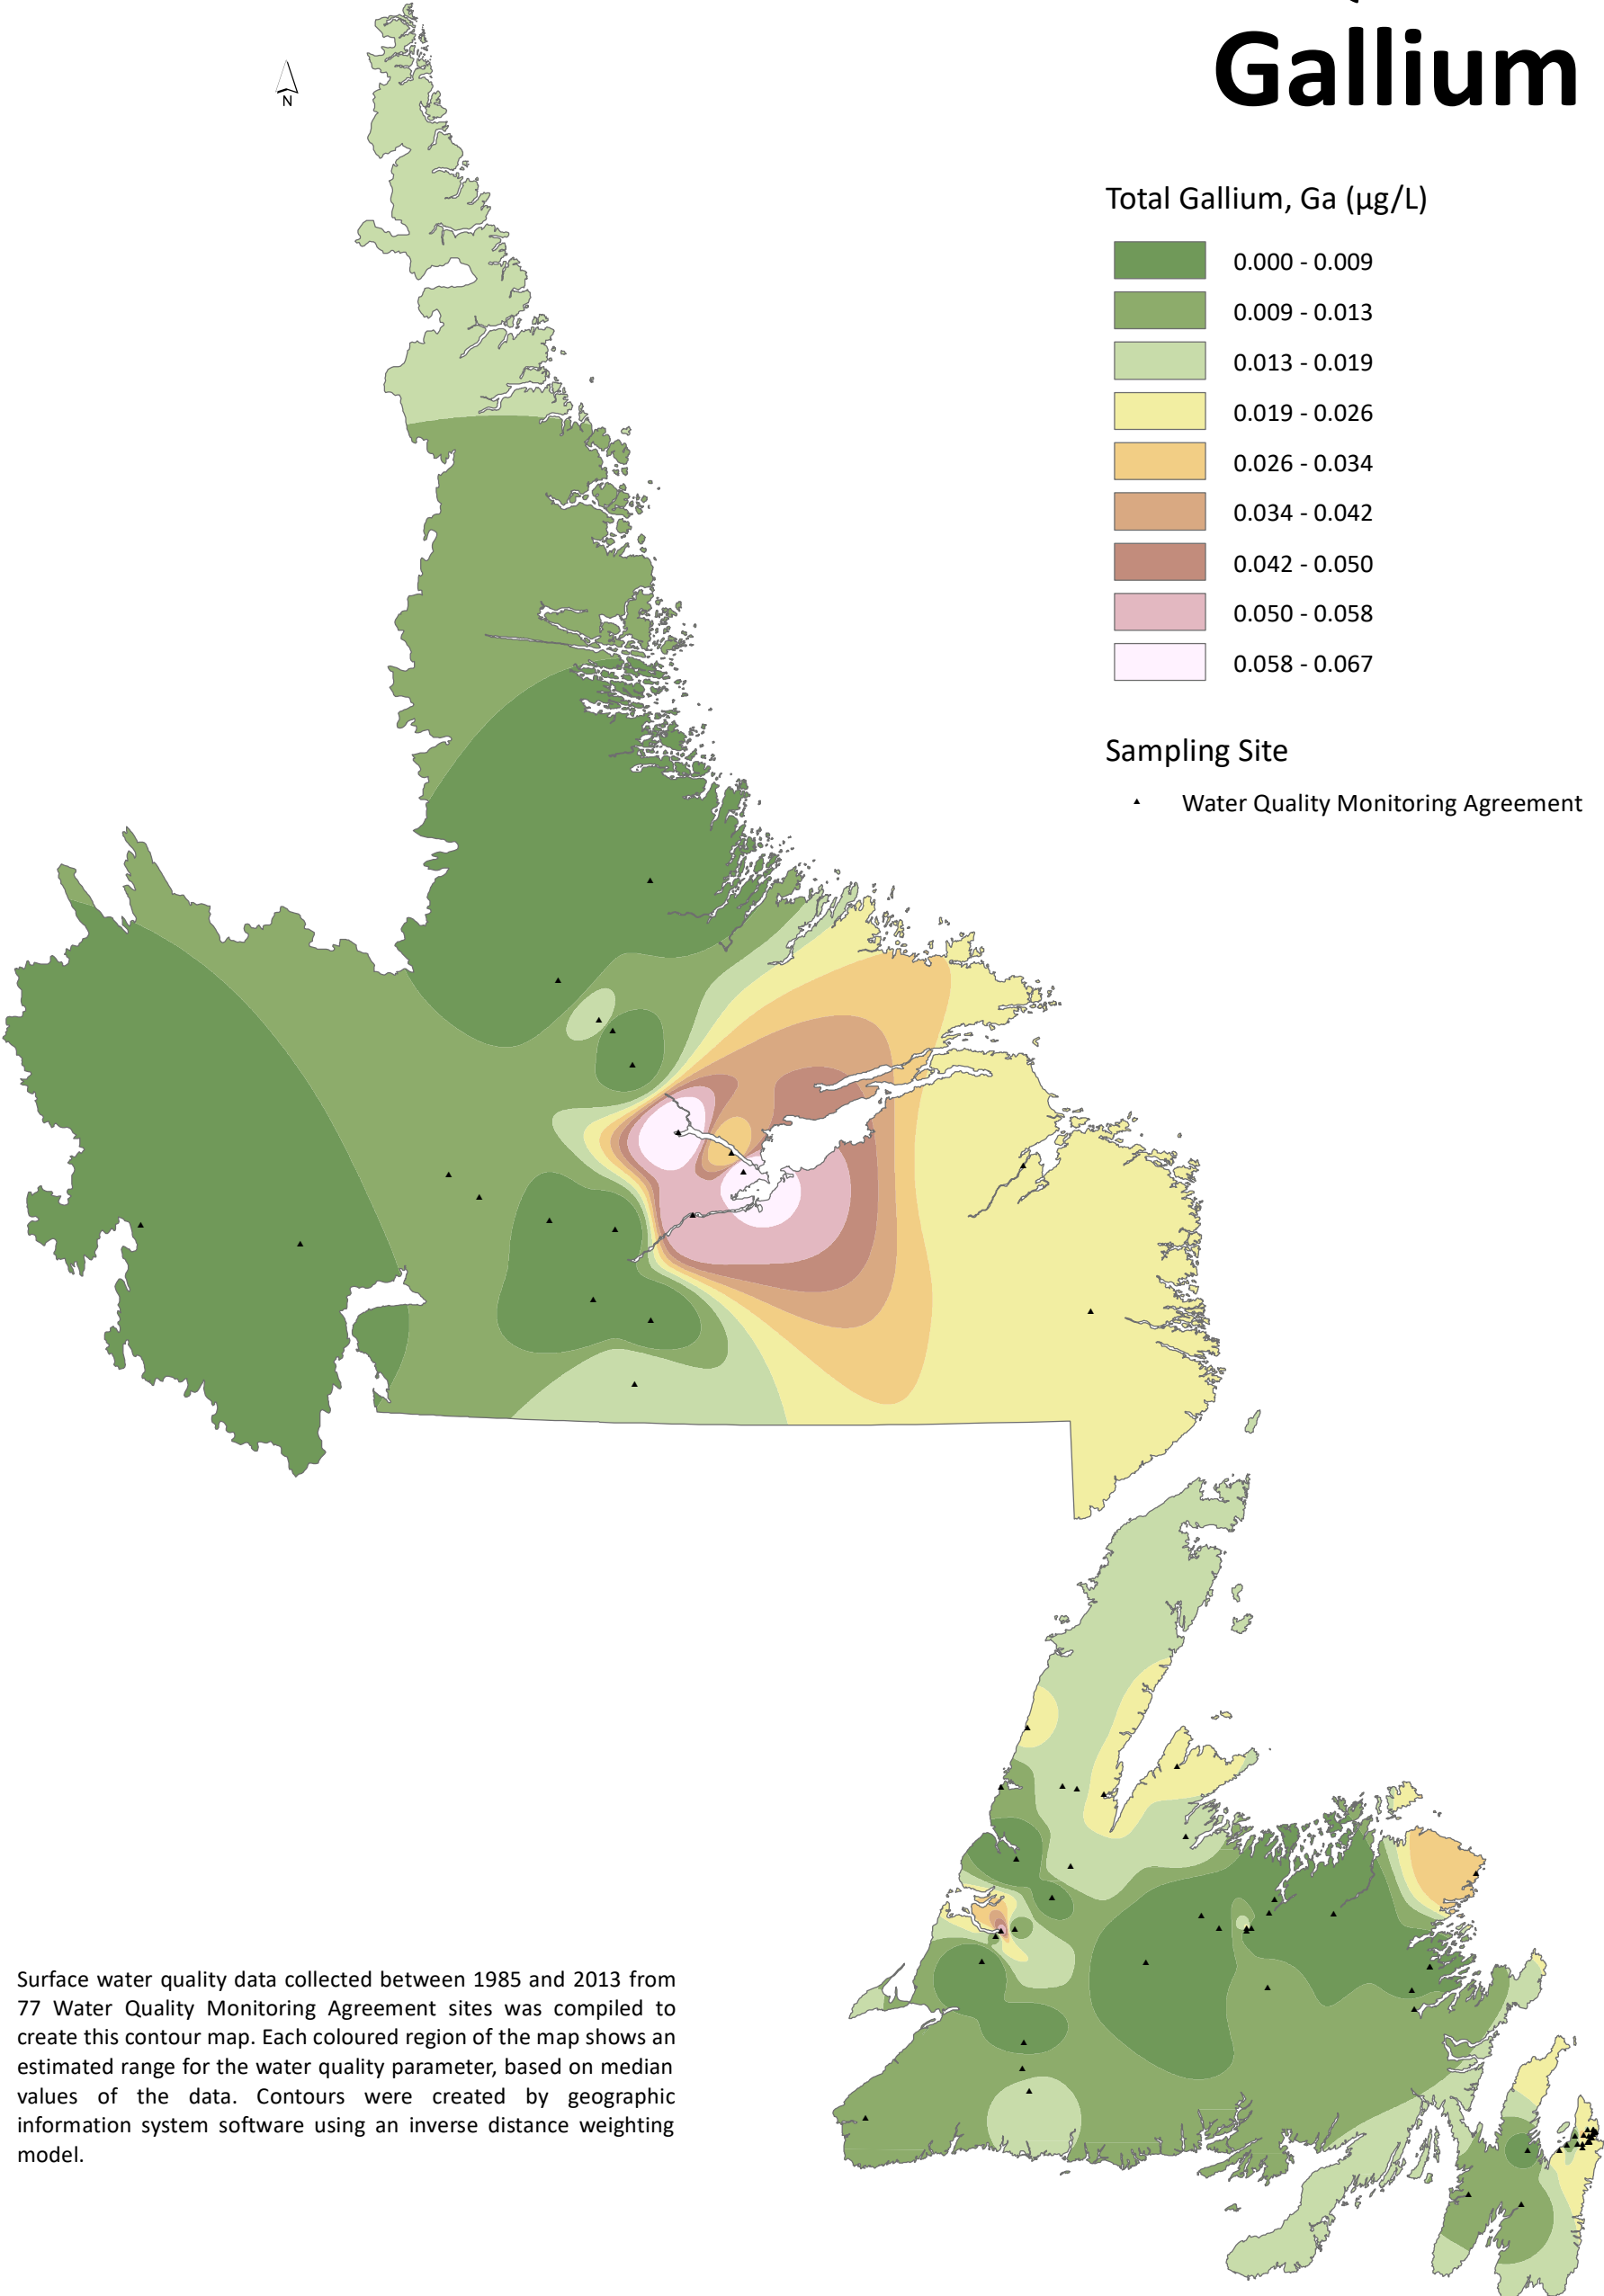 Gallium
N
Total Gallium, Ga (µg/L)
0.000 - 0.009
0.009 - 0.013
0.013 - 0.019
0.019 - 0.026
0.026 - 0.034
0.034 - 0.042
0.042 - 0.050
0.050 - 0.058
0.058 - 0.067
Sampling Site
Water Quality Monitoring Agreement
Surface water quality data collected between 1985 and 2013 from
77 Water Quality Monitoring Agreement sites was compiled to
create this contour map. Each coloured region of the map shows an
estimated range for the water quality parameter, based on median
values of the data. Contours were created by geographic
information system software using an inverse distance weighting
model.